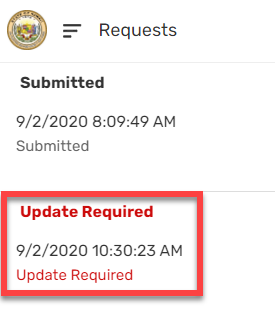 Requests
Submitted
9/2/2020 8:09:49 AM
Submitted
Update Required
9/2/2020 10:30:23 AM
Update Required